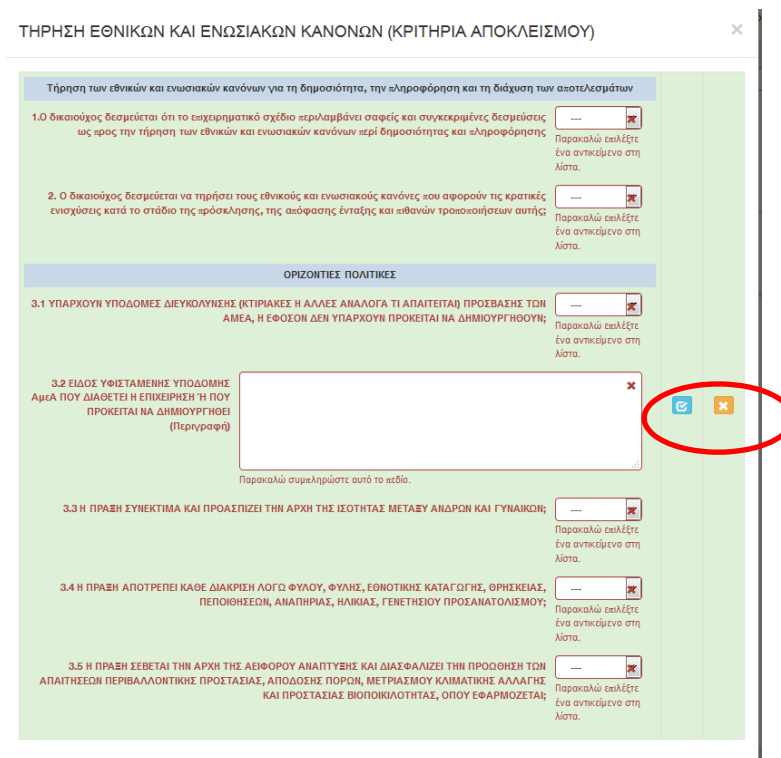 ΤΗΡΗΣΗ ΕΘΝΙΚΩΝ ΚΑΙ ΕΝΩΣΙΑΚΩΝ ΚΑΝΟΝΩΝ (ΚΡΙΤΗΡΙΑ ΑΠΟΚΛΕΙΣΜΟΥ)
Τήρηση των εθνικών και ενωσιακών κανόνων για τη δημοσιότητα, την πληροφόρηση και τη διάχυση των αποτελεσμάτων
1.Ο δικαιούχος δεσμεύεται ότι το επιχειρηματικό σχέδιο περιλαμβάνει σαφείς και συγκεκριμένες δεσμεύσεις
ως προς την τήρηση των εθνικών και ενωσιακών κανόνων περί δημοσιότητας και πληροφόρησης
---
Παρακαλώ επιλέξτε
ένα αντικείμενο στη
λίστα.
2. Ο δικαιούχος δεσμεύεται να τηρήσει τους εθνικούς και ενωσιακούς κανόνες που αφορούν τις κρατικές
ενισχύσεις κατά το στάδιο της πρόσκλησης, της απόφασης ένταξης και πιθανών τροποποιήσεων αυτής;
---
Παρακαλώ επιλέξτε
ένα αντικείμενο στη
λίστα.
ΟΡΙΖΟΝΤΙΕΣ ΠΟΛΙΤΙΚΕΣ
3.1 ΥΠΑΡΧΟΥΝ ΥΠΟΔΟΜΕΣ ΔΙΕΥΚΟΛΥΝΣΗΣ (ΚΤΙΡΙΑΚΕΣ Η ΑΛΛΕΣ ΑΝΑΛΟΓΑ ΤΙ ΑΠΑΙΤΕΙΤΑΙ) ΠΡΟΣΒΑΣΗΣ ΤΩΝ
ΑΜΕΑ, Η ΕΦΟΣΟΝ ΔΕΝ ΥΠΑΡΧΟΥΝ ΠΡΟΚΕΙΤΑΙ ΝΑ ΔΗΜΙΟΥΡΓΗΘΟΥΝ;
---
Παρακαλώ επιλέξτε
ένα αντικείμενο στη
λίστα.
3.2 ΕΙΔΟΣ ΥΦΙΣΤΑΜΕΝΗΣ ΥΠΟΔΟΜΗΣ
ΑμεΑ ΠΟΥ ΔΙΑΘΕΤΕΙ Η ΕΠΙΧΕΙΡΗΣΗ Ή ΠΟΥ
ΠΡΟΚΕΙΤΑΙ ΝΑ ΔΗΜΙΟΥΡΓΗΘΕΙ
(Περιγραφή)
Παρακαλώ συμπληρώστε αυτό το πεδίο.
3.3 Η ΠΡΑΞΗ ΣΥΝΕΚΤΙΜΑ ΚΑΙ ΠΡΟΑΣΠΙΖΕΙ ΤΗΝ ΑΡΧΗ ΤΗΣ ΙΣΟΤΗΤΑΣ ΜΕΤΑΞΥ ΑΝΔΡΩΝ ΚΑΙ ΓΥΝΑΙΚΩΝ;
---
Παρακαλώ επιλέξτε
ένα αντικείμενο στη
λίστα.
3.4 Η ΠΡΑΞΗ ΑΠΟΤΡΕΠΕΙ ΚΑΘΕ ΔΙΑΚΡΙΣΗ ΛΟΓΩ ΦΥΛΟΥ, ΦΥΛΗΣ, ΕΘΝΟΤΙΚΗΣ ΚΑΤΑΓΩΓΗΣ, ΘΡΗΣΚΕΙΑΣ,
ΠΕΠΟΙΘΗΣΕΩΝ, ΑΝΑΠΗΡΙΑΣ, ΗΛΙΚΙΑΣ, ΓΕΝΕΤΗΣΙΟΥ ΠΡΟΣΑΝΑΤΟΛΙΣΜΟΥ;
---
Παρακαλώ επιλέξτε
ένα αντικείμενο στη
λίστα.
3.5 Η ΠΡΑΞΗ ΣΕΒΕΤΑΙ ΤΗΝ ΑΡΧΗ ΤΗΣ ΑΕΙΦΟΡΟΥ ΑΝΑΠΤΥΞΗΣ ΚΑΙ ΔΙΑΣΦΑΛΙΖΕΙ ΤΗΝ ΠΡΟΩΘΗΣΗ ΤΩΝ
ΑΠΑΙΤΗΣΕΩΝ ΠΕΡΙΒΑΛΛΟΝΤΙΚΗΣ ΠΡΟΣΤΑΣΙΑΣ, ΑΠΟΔΟΣΗΣ ΠΟΡΩΝ, ΜΕΤΡΙΑΣΜΟΥ ΚΛΙΜΑΤΙΚΗΣ ΑΛΛΑΓΗΣ
ΚΑΙ ΠΡΟΣΤΑΣΙΑΣ ΒΙΟΠΟΙΚΙΛΟΤΗΤΑΣ, ΟΠΟΥ ΕΦΑΡΜΟΖΕΤΑΙ;
---
Παρακαλώ επιλέξτε
ένα αντικείμενο στη
λίστα.